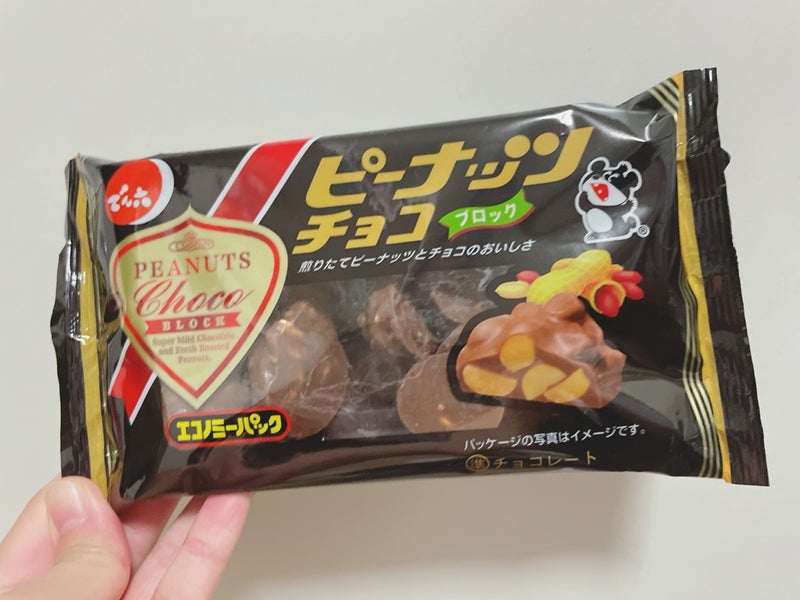 でん六
ピーナッツ
チョコ
ブロック
煎りたてピーナッツとチョコのおいしさ
PEANUTS
Choco
BLOCK
Super Mild Chocolate
and Fresh Roasted
Peanuts.
エコノミーパック
パッケージの写真はイメージです。
準チョコレート
®